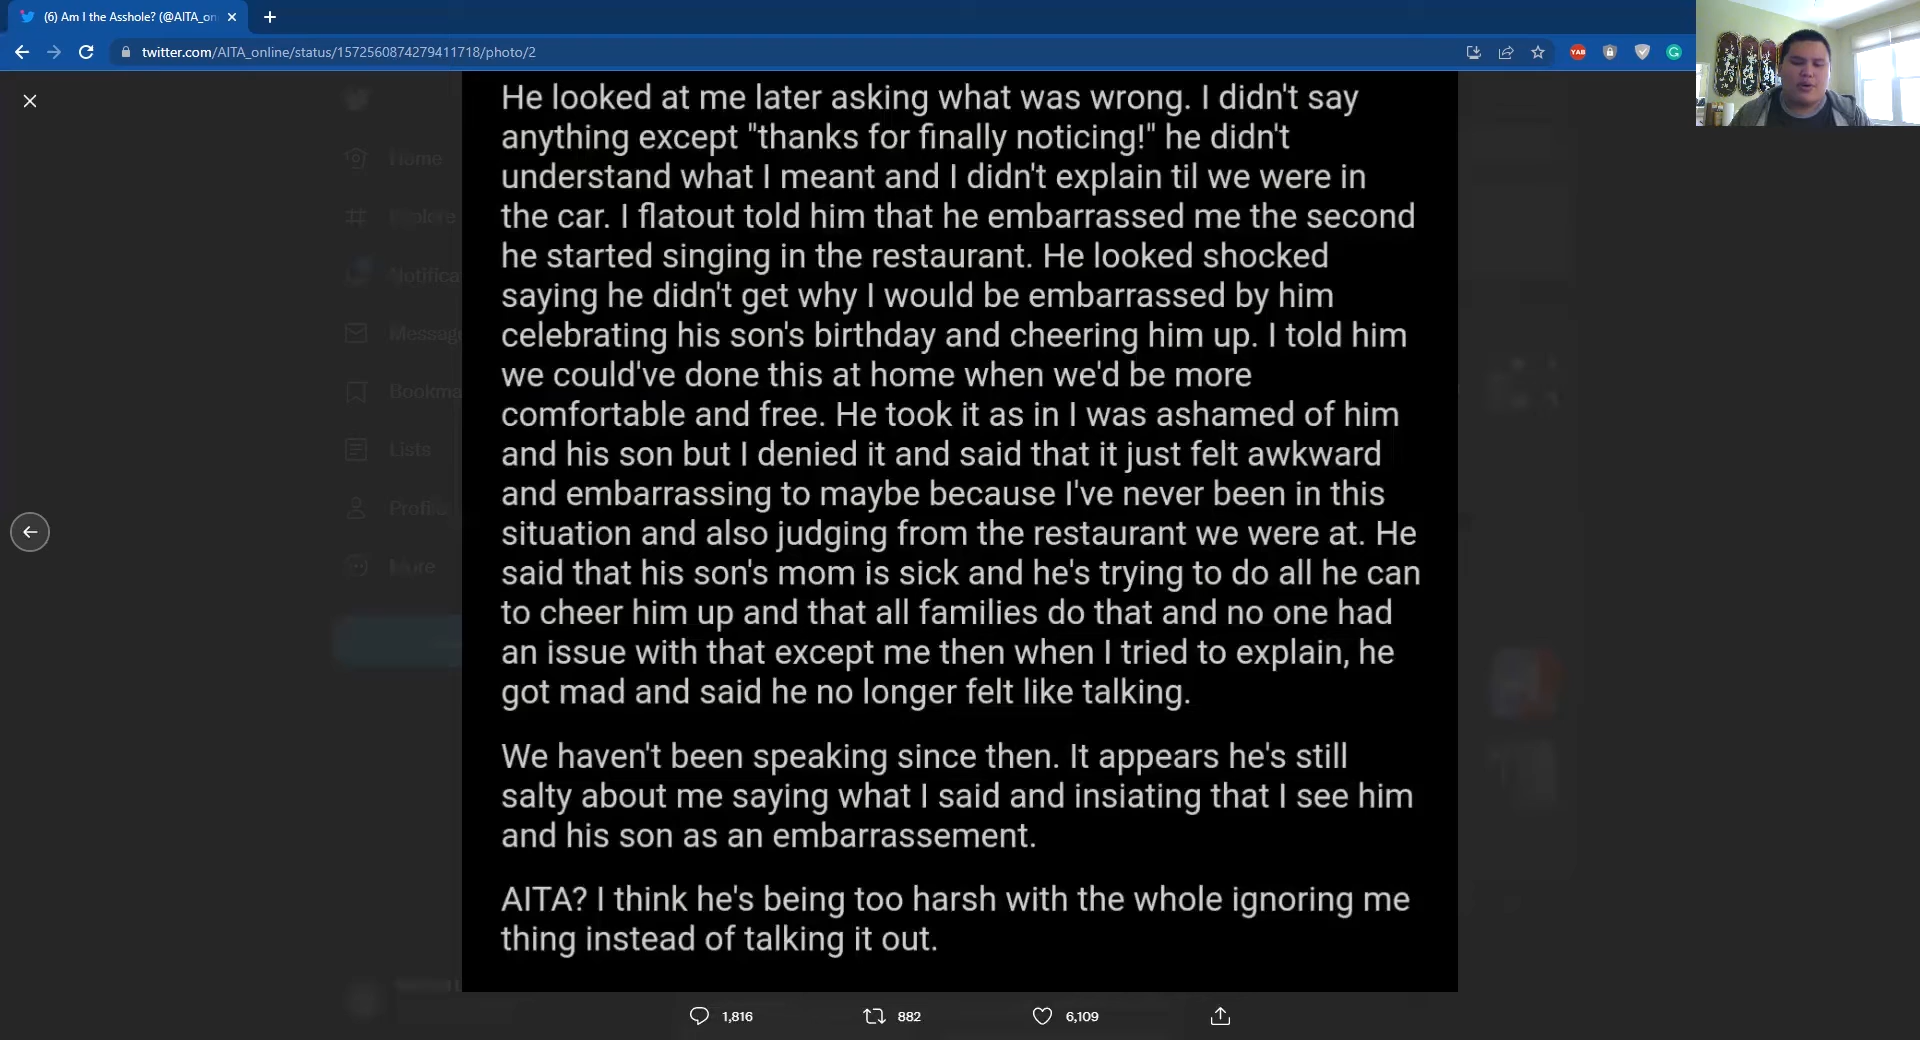 (6) Am I the Asshole? (@AITA_on
twitter.com/AITA_online/status/1572560874279411718/photo/2
YAB
G
He looked at me later asking what was wrong. I didn't say
anything except "thanks for finally noticing!" he didn't
understand what I meant and I didn't explain til we were in
the car. I flatout told him that he embarrassed me the second
he started singing in the restaurant. He looked shocked
saying he didn't get why I would be embarrassed by him
celebrating his son's birthday and cheering him up. I told him
we could've done this at home when we'd be more
comfortable and free. He took it as in I was ashamed of him
and his son but I denied it and said that it just felt awkward
and embarrassing to maybe because I've never been in this
situation and also judging from the restaurant we were at. He
said that his son's mom is sick and he's trying to do all he can
to cheer him up and that all families do that and no one had
an issue with that except me then when I tried to explain, he
got mad and said he no longer felt like talking.
We haven't been speaking since then. It appears he's still
salty about me saying what I said and insiating that I see him
and his son as an embarrassement.
AITA? I think he's being too harsh with the whole ignoring me
thing instead of talking it out.
Home
Explore
Notifica
Message
Bookma
Lists
Profile
More
1,816
882
6,109